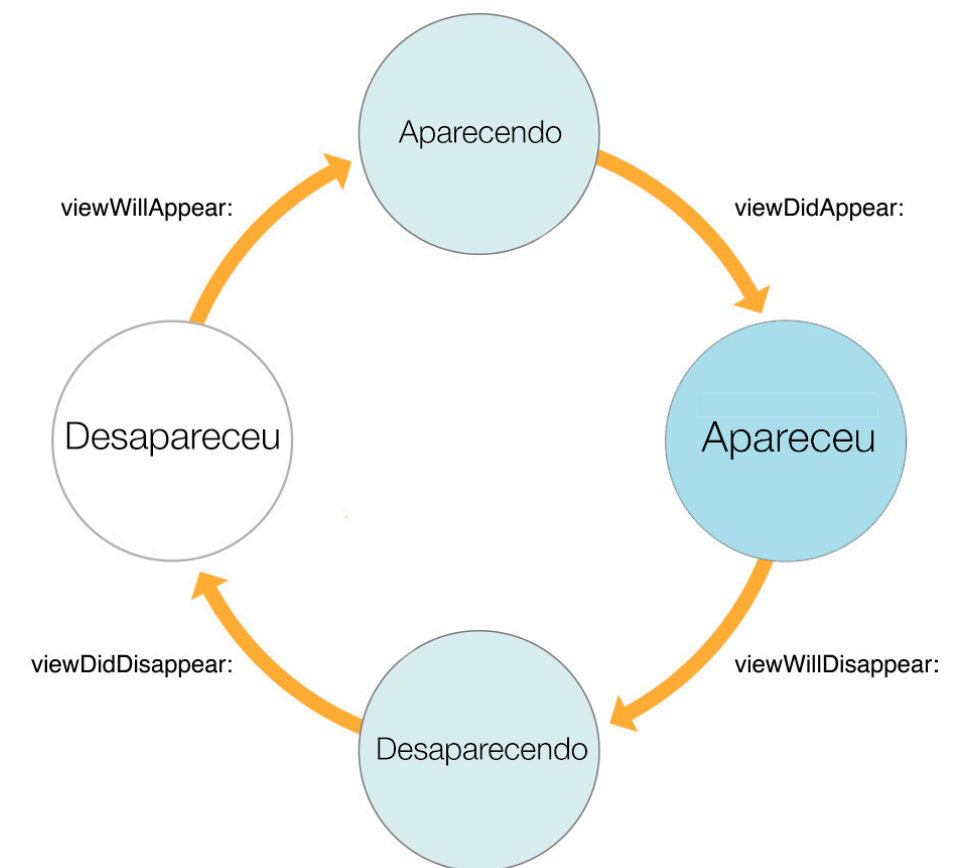 Aparecendo
viewWillAppear:
viewDidAppear:
Desapareceu
Apareceu
viewDidDisappear:
viewWillDisappear:
Desaparecendo